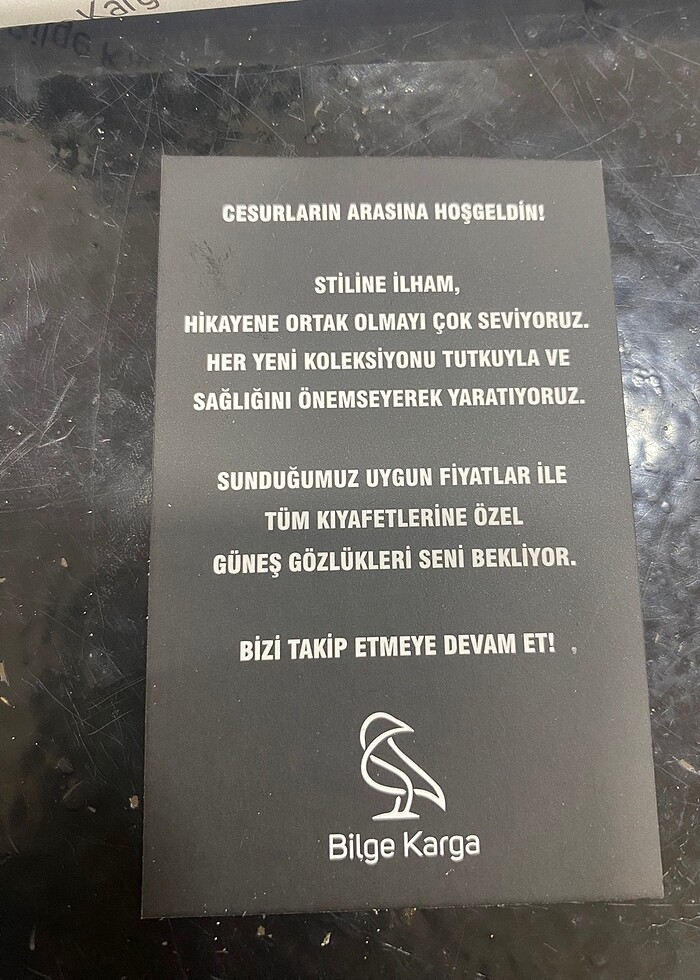 Karg
Bilge K
CESURLARIN ARASINA HOŞGELDİN!
STİLİNE İLHAM,
HİKAYENE ORTAK OLMAYI ÇOK SEVİYORUZ.
HER YENİ KOLEKSİYONU TUTKUYLA VE
SAĞLIĞINI ÖNEMSEYEREK YARATIYORUZ.
SUNDUĞUMUZ UYGUN FİYATLAR İLE
TÜM KIYAFETLERİNE ÖZEL
GÜNEŞ GÖZLÜKLERİ SENİ BEKLİYOR.
BİZİ TAKİP ETMEYE DEVAM ET!
Bilge Karga